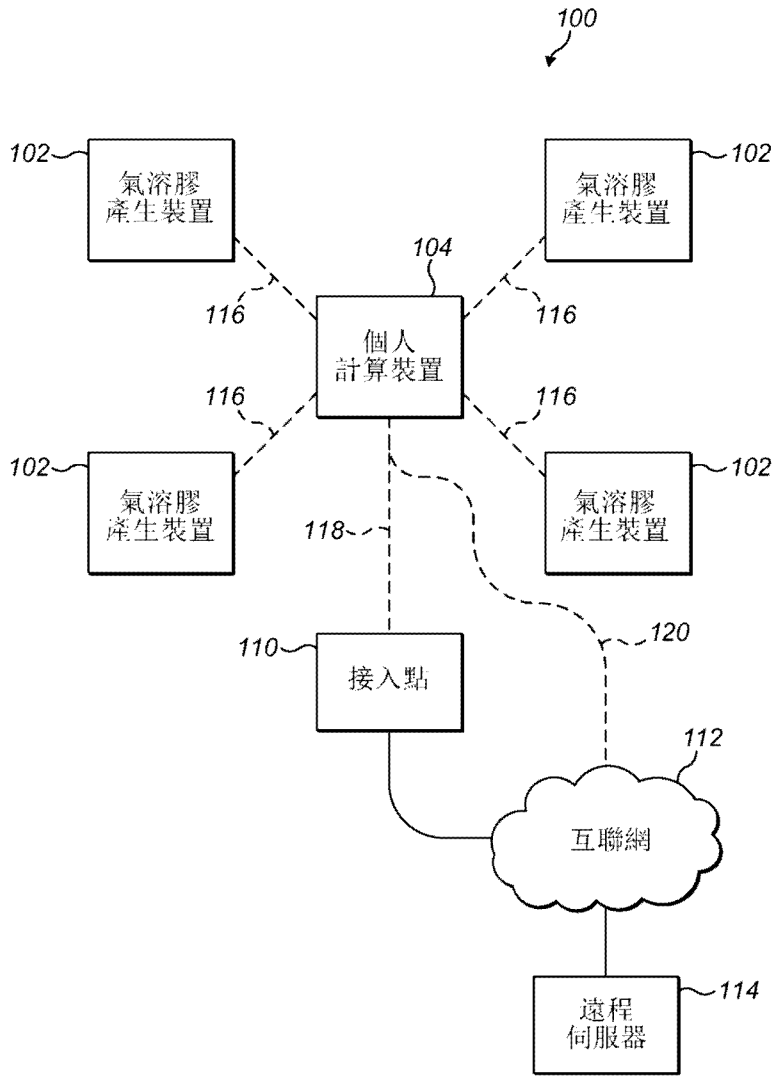 100
102
氣溶膠
產生裝置
102
氣溶膠
產生裝置
104
個人
計算裝置
116
116
116
116
102
氣溶膠
產生裝置
102
氣溶膠
產生裝置
118
110
接入點
120
112
互聯網
114
遠程
伺服器